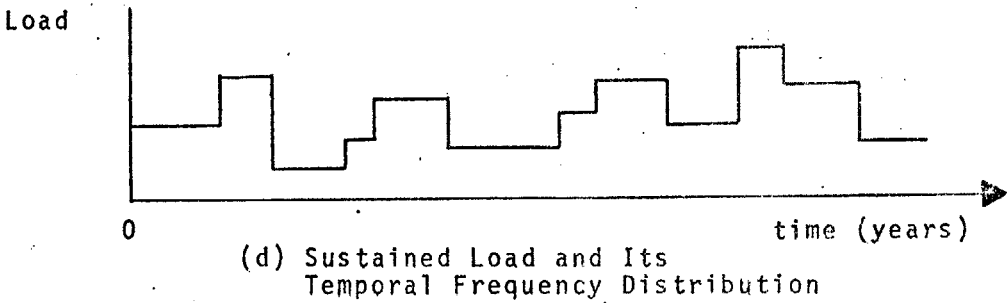 Load
0
time (years)
(d) Sustained Load and Its
Temporal Frequency Distribution